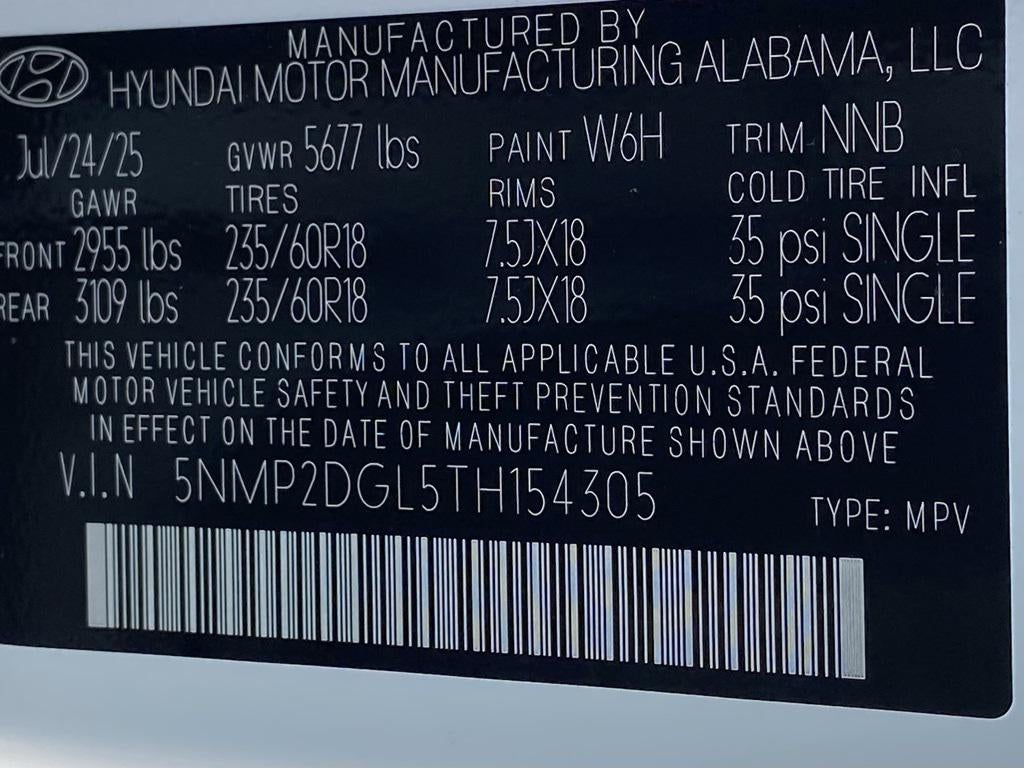 MANUFACTURED BY
HYUNDAI MOTOR MANUFACTURING ALABAMA, LLC
Jul/24/25 GVWR 5677 lbs PAINT W6H TRIM NNB
GAWR TIRES RIMS COLD TIRE INFL
FRONT 2955 lbs 235/60R18 7.5JX18 35 psi SINGLE
REAR 3109 lbs 235/60R18 7.5JX18 35 psi SINGLE
THIS VEHICLE CONFORMS TO ALL APPLICABLE U.S.A. FEDERAL
MOTOR VEHICLE SAFETY AND THEFT PREVENTION STANDARDS
IN EFFECT ON THE DATE OF MANUFACTURE SHOWN ABOVE
V.I.N 5NMP2DGL5TH154305
TYPE: MPV